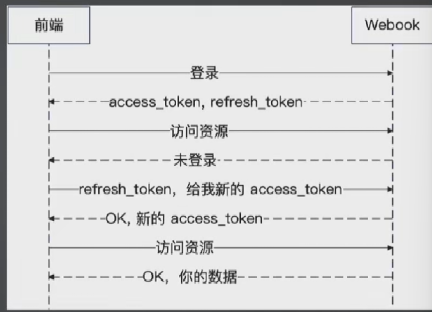 前端
Webook
登录
access_token, refresh_token
访问资源
未登录
refresh_token，给我新的 access_token
OK, 新的 access_token
访问资源
OK，你的数据